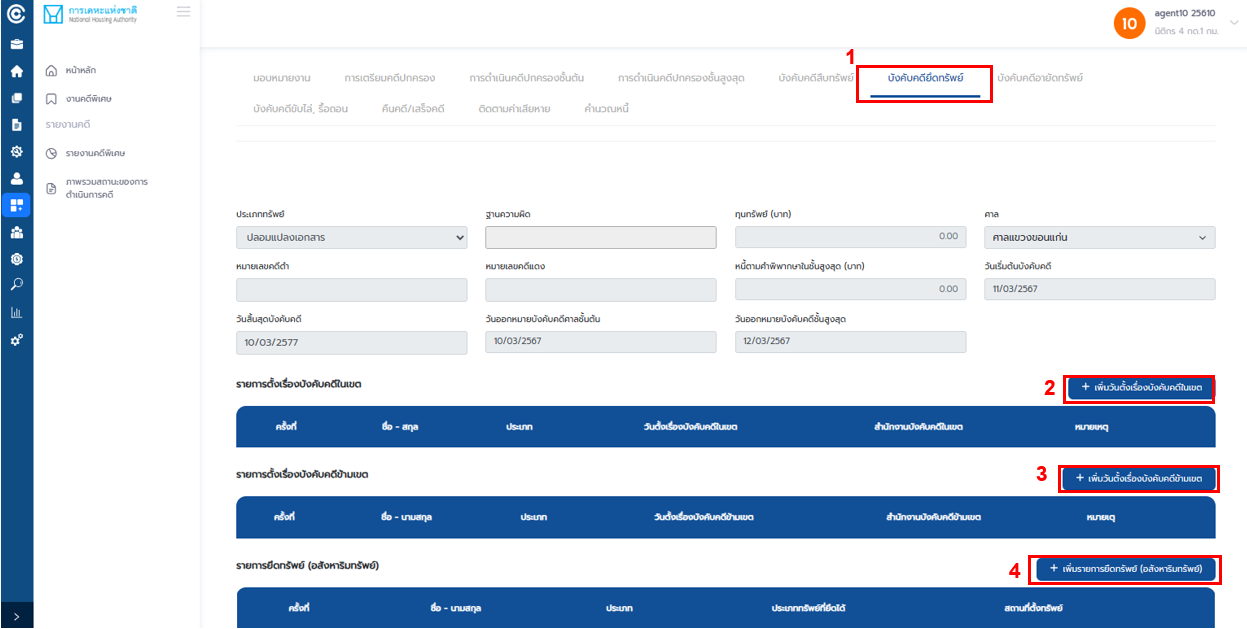 การเคหะแห่งชาติ
National Housing Authority
agent10 25610
10
นิติกร 4 กด.1 กม.
หน้าหลัก
งานคดีพิเศษ
รายงานคดี
รายงานคดีพิเศษ
ภาพรวมสถานะของการ
ดำเนินการคดี
1
มอบหมายงาน การเตรียมคดีปกครอง การดำเนินคดีปกครองชั้นต้น การดำเนินคดีปกครองชั้นสูงสุด บังคับคดีสืบทรัพย์ บังคับคดียึดทรัพย์ บังคับคดีอายัดทรัพย์
บังคับคดีขับไล่, รื้อถอน คืนคดี/เสร็จคดี ติดตามค่าเสียหาย คำนวณหนี้
ประเภททรัพย์ ฐานความผิด ทุนทรัพย์ (บาท) ศาล
ปลอมแปลงเอกสาร 0.00 ศาลแขวงขอนแก่น
หมายเลขคดีดำ หมายเลขคดีแดง หนี้ตามคำพิพากษาในชั้นสูงสุด (บาท) วันเริ่มต้นบังคับคดี
0.00 11/03/2567
วันสิ้นสุดบังคับคดี วันออกหมายบังคับคดีศาลชั้นต้น วันออกหมายบังคับคดีชั้นสูงสุด
10/03/2577 10/03/2567 12/03/2567
รายการตั้งเรื่องบังคับคดีในเขต 2 + เพิ่มวันตั้งเรื่องบังคับคดีในเขต
ครั้งที่ ชื่อ - สกุล ประเภท วันตั้งเรื่องบังคับคดีในเขต สำนักงานบังคับคดีในเขต หมายเหตุ
รายการตั้งเรื่องบังคับคดีข้ามเขต 3 + เพิ่มวันตั้งเรื่องบังคับคดีข้ามเขต
ครั้งที่ ชื่อ - นามสกุล ประเภท วันตั้งเรื่องบังคับคดีข้ามเขต สำนักงานบังคับคดีข้ามเขต หมายเตุ
รายการยึดทรัพย์ (อสังหาริมทรัพย์) 4 + เพิ่มรายการยึดทรัพย์ (อสังหาริมทรัพย์)
ครั้งที่ ชื่อ - นามสกุล ประเภท ประเภททรัพย์ที่ยึดได้ สถานที่ตั้งทรัพย์